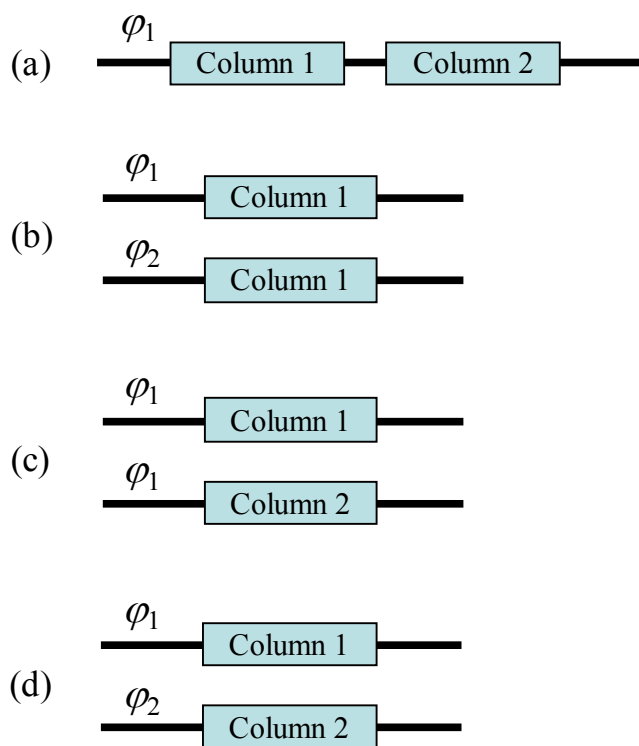 φ1
(a) Column 1 Column 2
φ1
Column 1
(b)
φ2
Column 1
φ1
Column 1
(c)
φ1
Column 2
φ1
Column 1
(d)
φ2
Column 2